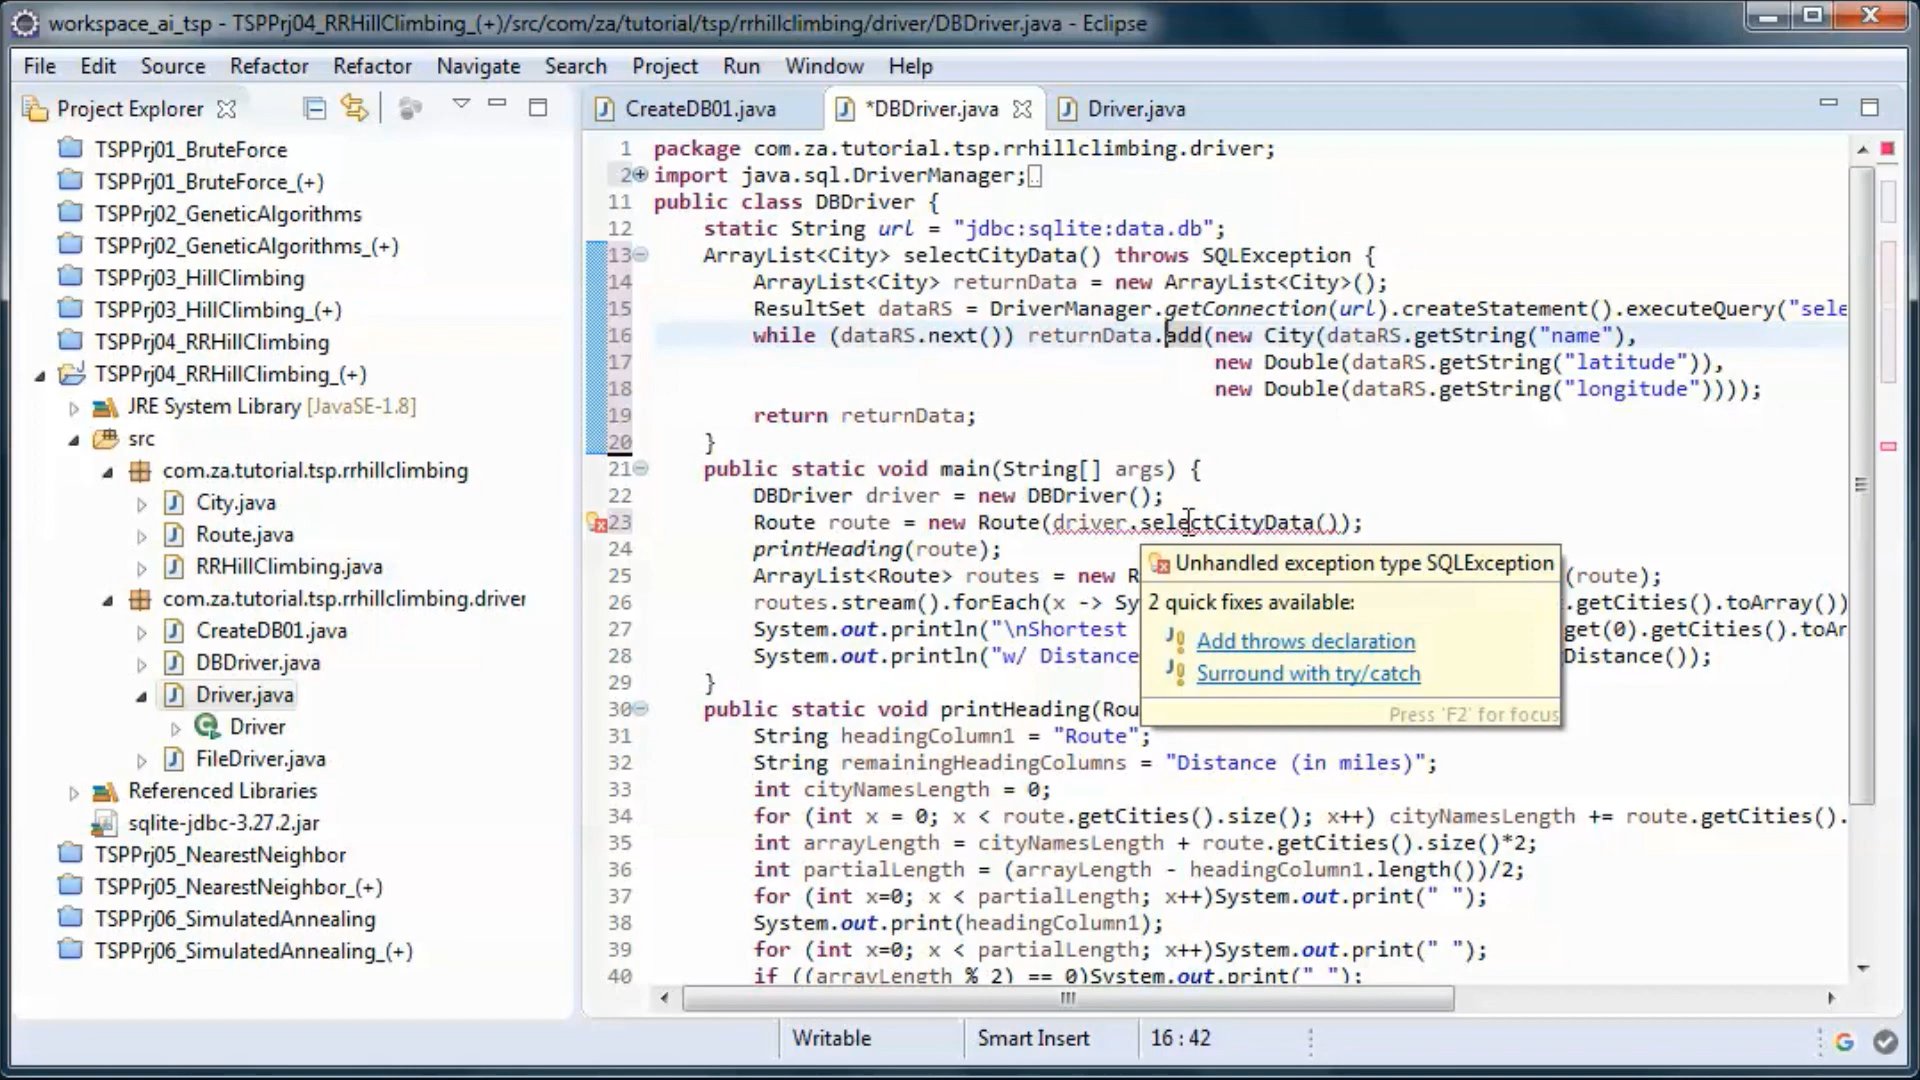 workspace_ai_tsp - TSPPrj04_RRHillClimbing_(+)/src/com/za/tutorial/tsp/rrhillclimbing/driver/DBDriver.java - Eclipse
File Edit Source Refactor Refactor Navigate Search Project Run Window Help
Project Explorer
TSPPrj01_BruteForce
TSPPrj01_BruteForce_(+)
TSPPrj02_GeneticAlgorithms
TSPPrj02_GeneticAlgorithms_(+)
TSPPrj03_HillClimbing
TSPPrj03_HillClimbing_(+)
TSPPrj04_RRHillClimbing
TSPPrj04_RRHillClimbing_(+)
JRE System Library [JavaSE-1.8]
src
com.za.tutorial.tsp.rrhillclimbing
City.java
Route.java
RRHillClimbing.java
com.za.tutorial.tsp.rrhillclimbing.driver
CreateDB01.java
DBDriver.java
Driver.java
Driver
FileDriver.java
Referenced Libraries
sqlite-jdbc-3.27.2.jar
TSPPrj05_NearestNeighbor
TSPPrj05_NearestNeighbor_(+)
TSPPrj06_SimulatedAnnealing
TSPPrj06_SimulatedAnnealing_(+)
CreateDB01.java *DBDriver.java Driver.java
1 package com.za.tutorial.tsp.rrhillclimbing.driver;
2 import java.sql.DriverManager;
11 public class DBDriver {
12 static String url = "jdbc:sqlite:data.db";
13 ArrayList<City> selectCityData() throws SQLException {
14 ArrayList<City> returnData = new ArrayList<City>();
15 ResultSet dataRS = DriverManager.getConnection(url).createStatement().executeQuery("sele
16 while (dataRS.next()) returnData.add(new City(dataRS.getString("name"),
17 new Double(dataRS.getString("latitude")),
18 new Double(dataRS.getString("longitude"))));
19 return returnData;
20 }
21 public static void main(String[] args) {
22 DBDriver driver = new DBDriver();
23 Route route = new Route(driver.selectCityData());
24 printHeading(route);
25 ArrayList<Route> routes = new R (route);
26 routes.stream().forEach(x -> Sy .getCities().toArray())
27 System.out.println("\nShortest get(0).getCities().toAr
28 System.out.println("w/ Distance Distance());
29 }
30 public static void printHeading(Rou
31 String headingColumn1 = "Route";
32 String remainingHeadingColumns = "Distance (in miles)";
33 int cityNamesLength = 0;
34 for (int x = 0; x < route.getCities().size(); x++) cityNamesLength += route.getCities().
35 int arrayLength = cityNamesLength + route.getCities().size()*2;
36 int partialLength = (arrayLength - headingColumn1.length())/2;
37 for (int x=0; x < partialLength; x++)System.out.print(" ");
38 System.out.print(headingColumn1);
39 for (int x=0; x < partialLength; x++)System.out.print(" ");
40 if ((arrayLength % 2) == 0)System.out.print(" ");
Unhandled exception type SQLException
2 quick fixes available:
Add throws declaration
Surround with try/catch
Press 'F2' for focus
Writable Smart Insert 16 : 42